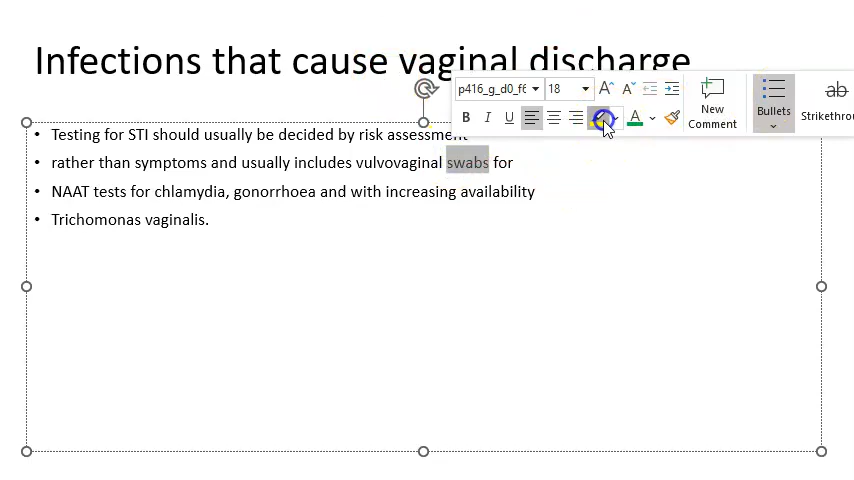 Infections that cause vaginal discharge
p416_g_d0_f6 18
New Comment
Bullets
B I U A
• Testing for STI should usually be decided by risk assessment
• rather than symptoms and usually includes vulvovaginal swabs for
• NAAT tests for chlamydia, gonorrhoea and with increasing availability
• Trichomonas vaginalis.